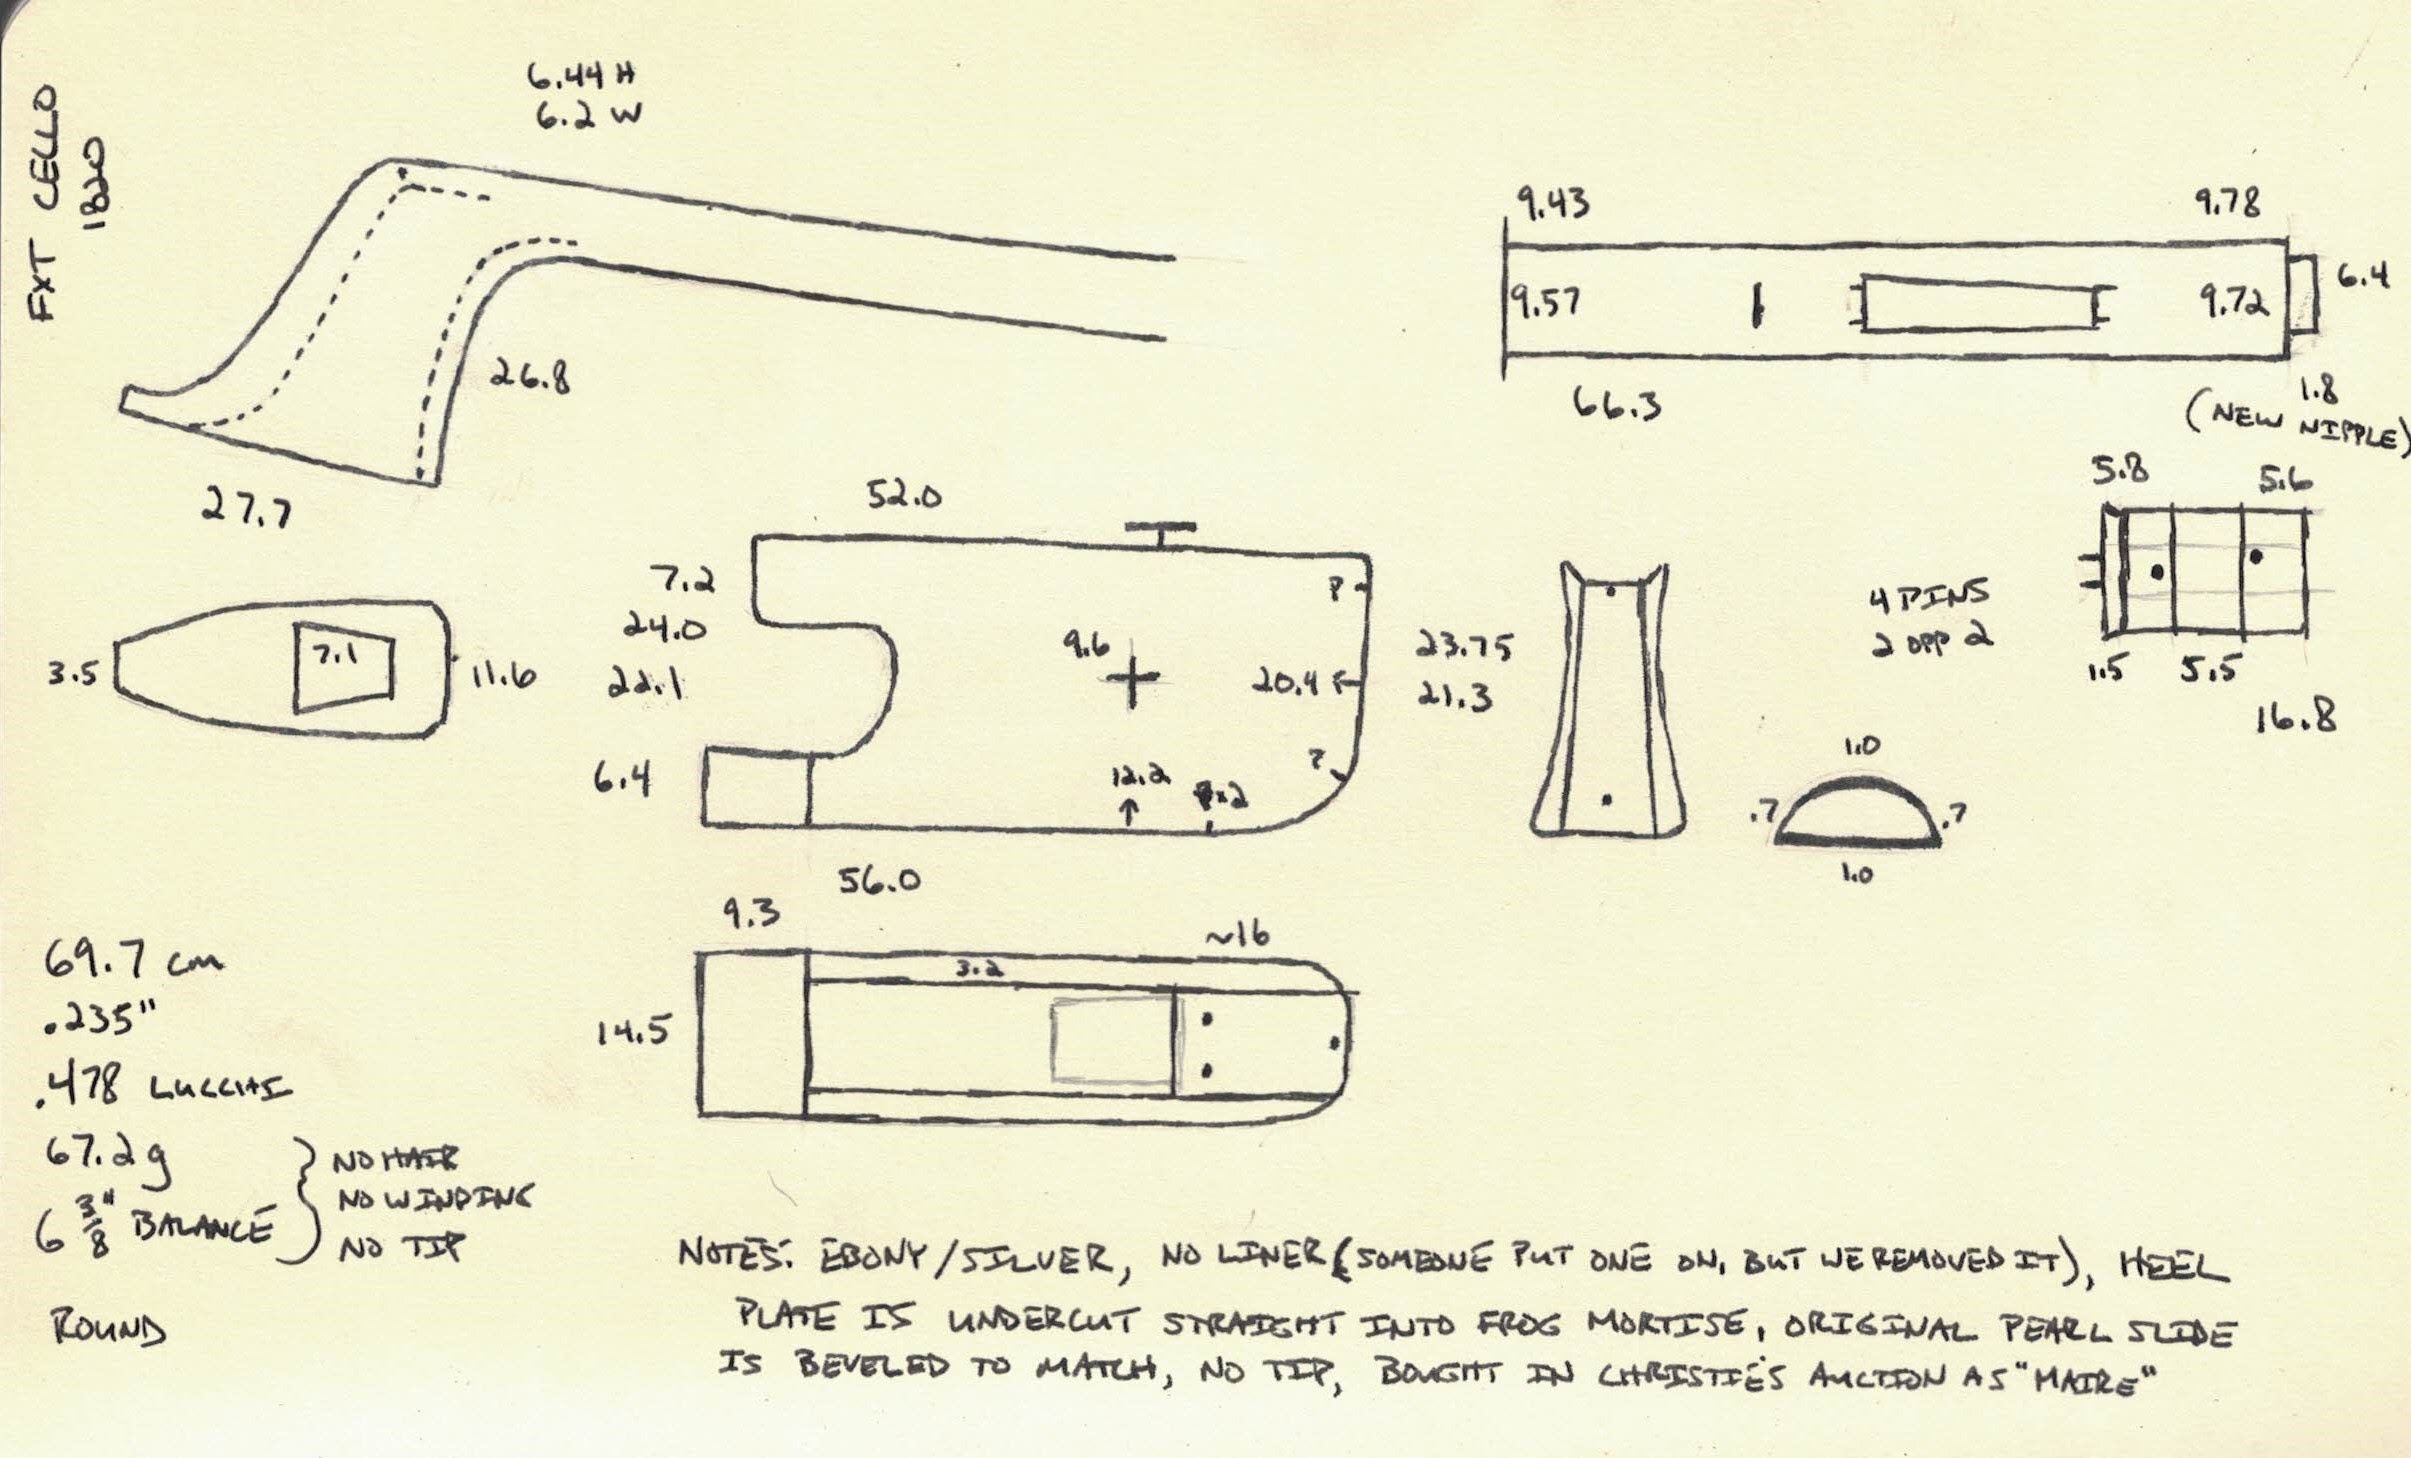 FXT CELLO
1820
6.44 H
6.2 W
26.8
27.7
9.43
9.78
9.57
9.72
6.4
66.3
1.8
(NEW NIPPLE)
3.5
7.1
11.6
52.0
7.2
24.0
22.1
6.4
9.6
P
20.4
12.2
P×2
56.0
23.75
21.3
4 PINS
2 OPP 2
5.8
5.6
1.5
5.5
16.8
1.0
.7
.7
1.0
9.3
~16
3.2
14.5
69.7 cm
.235"
.478 LUCCHI
67.2 g
6 3/8" BALANCE
NO HAIR
NO WINDING
NO TIP
ROUND
NOTES: EBONY/SILVER, NO LINER (SOMEONE PUT ONE ON, BUT WE REMOVED IT), HEEL
PLATE IS UNDERCUT STRAIGHT INTO FROG MORTISE, ORIGINAL PEARL SLIDE
IS BEVELED TO MATCH, NO TIP, BOUGHT IN CHRISTIE'S AUCTION AS "MAIRE"